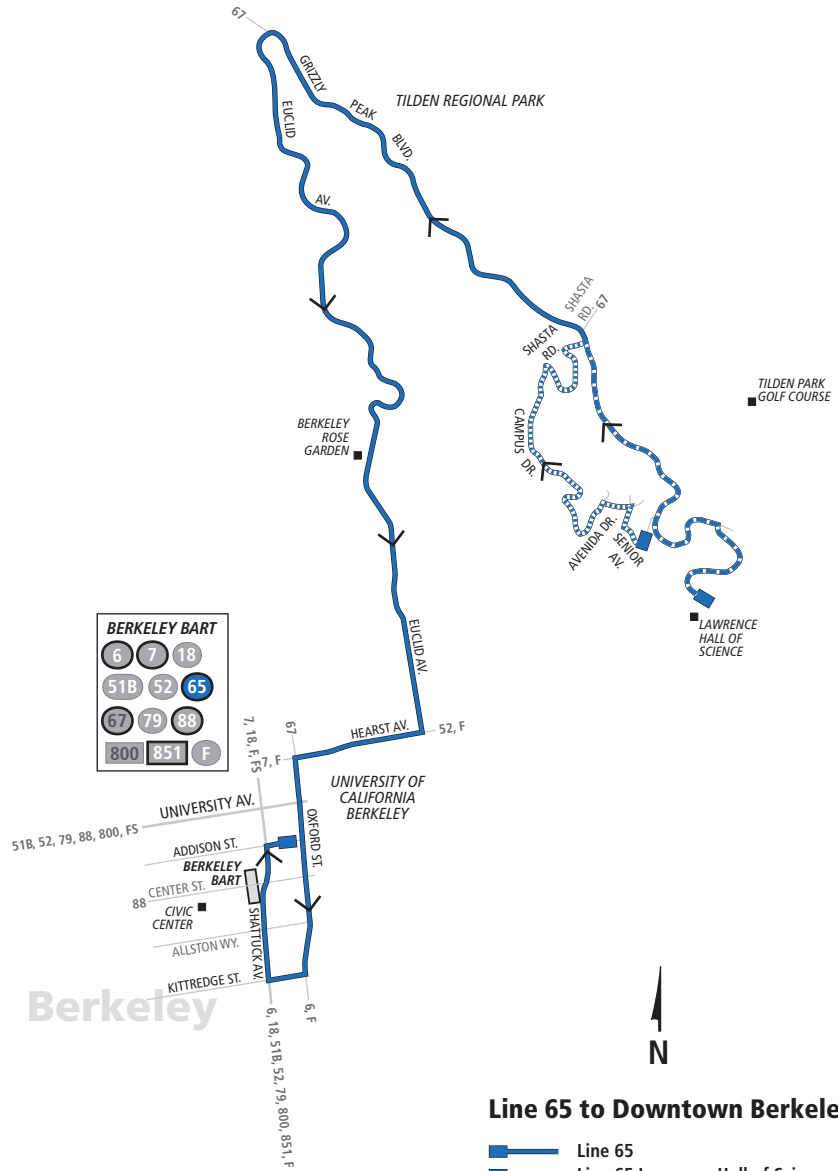 67
GRIZZLY
PEAK
BLVD.
TILDEN REGIONAL PARK
EUCLID
AV.
SHASTA
RD.
67
SHASTA
RD.
TILDEN PARK
GOLF COURSE
CAMPUS
DR.
BERKELEY
ROSE
GARDEN
AVENIDA DR.
SENIOR
AV.
LAWRENCE
HALL OF
SCIENCE
EUCLID AV.
BERKELEY BART
6 7 18
51B 52 65
67 79 88
800 851 F
7, 18, F, FS
67
HEARST AV.
52, F
7, F
UNIVERSITY OF
CALIFORNIA
BERKELEY
UNIVERSITY AV.
51B, 52, 79, 88, 800, FS
OXFORD ST.
ADDISON ST.
BERKELEY
BART
CENTER ST.
88
CIVIC
CENTER
SHATTUCK AV.
ALLSTON WY.
KITTREDGE ST.
Berkeley
6, F
6, 18, 51B, 52, 79, 800, 851, F
N
Line 65 to Downtown Berkele
Line 65